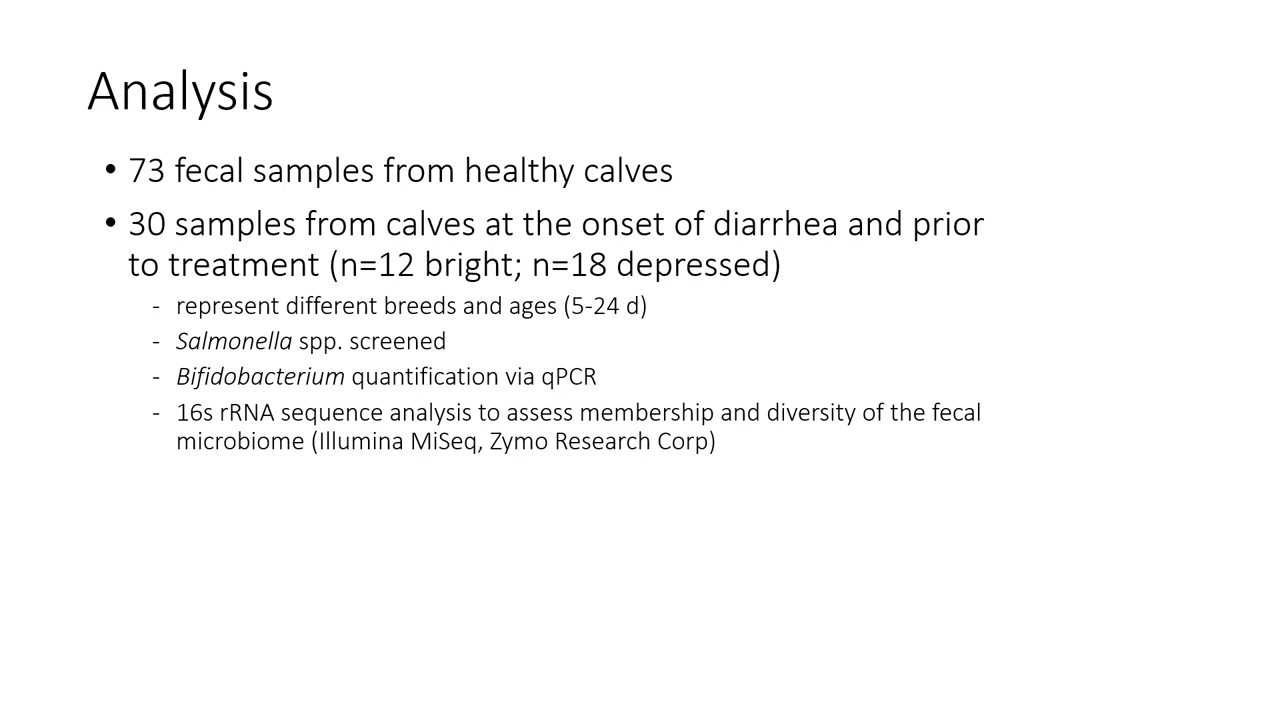 Analysis
• 73 fecal samples from healthy calves
• 30 samples from calves at the onset of diarrhea and prior
to treatment (n=12 bright; n=18 depressed)
- represent different breeds and ages (5-24 d)
- Salmonella spp. screened
- Bifidobacterium quantification via qPCR
- 16s rRNA sequence analysis to assess membership and diversity of the fecal
microbiome (Illumina MiSeq, Zymo Research Corp)